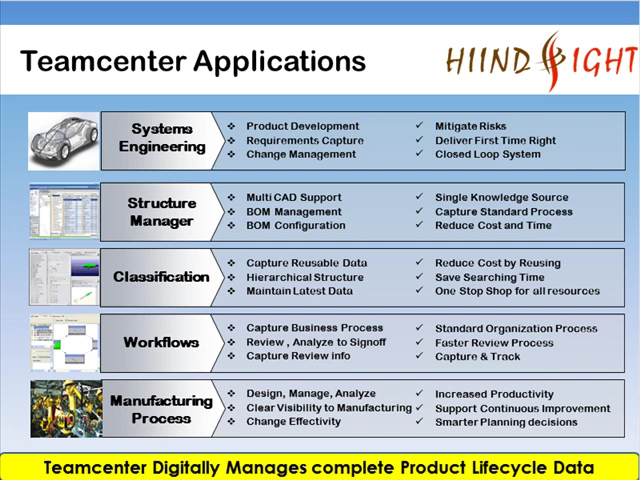 Teamcenter Applications
HIINDSIGHT
Systems
Engineering
❖ Product Development
❖ Requirements Capture
❖ Change Management
✓ Mitigate Risks
✓ Deliver First Time Right
✓ Closed Loop System
Structure
Manager
❖ Multi CAD Support
❖ BOM Management
❖ BOM Configuration
✓ Single Knowledge Source
✓ Capture Standard Process
✓ Reduce Cost and Time
Classification
❖ Capture Reusable Data
❖ Hierarchical Structure
❖ Maintain Latest Data
✓ Reduce Cost by Reusing
✓ Save Searching Time
✓ One Stop Shop for all resources
Workflows
❖ Capture Business Process
❖ Review , Analyze to Signoff
❖ Capture Review info
✓ Standard Organization Process
✓ Faster Review Process
✓ Capture & Track
Manufacturing
Process
❖ Design, Manage, Analyze
❖ Clear Visibility to Manufacturing
❖ Change Effectivity
✓ Increased Productivity
✓ Support Continuous Improvement
✓ Smarter Planning decisions
Teamcenter Digitally Manages complete Product Lifecycle Data